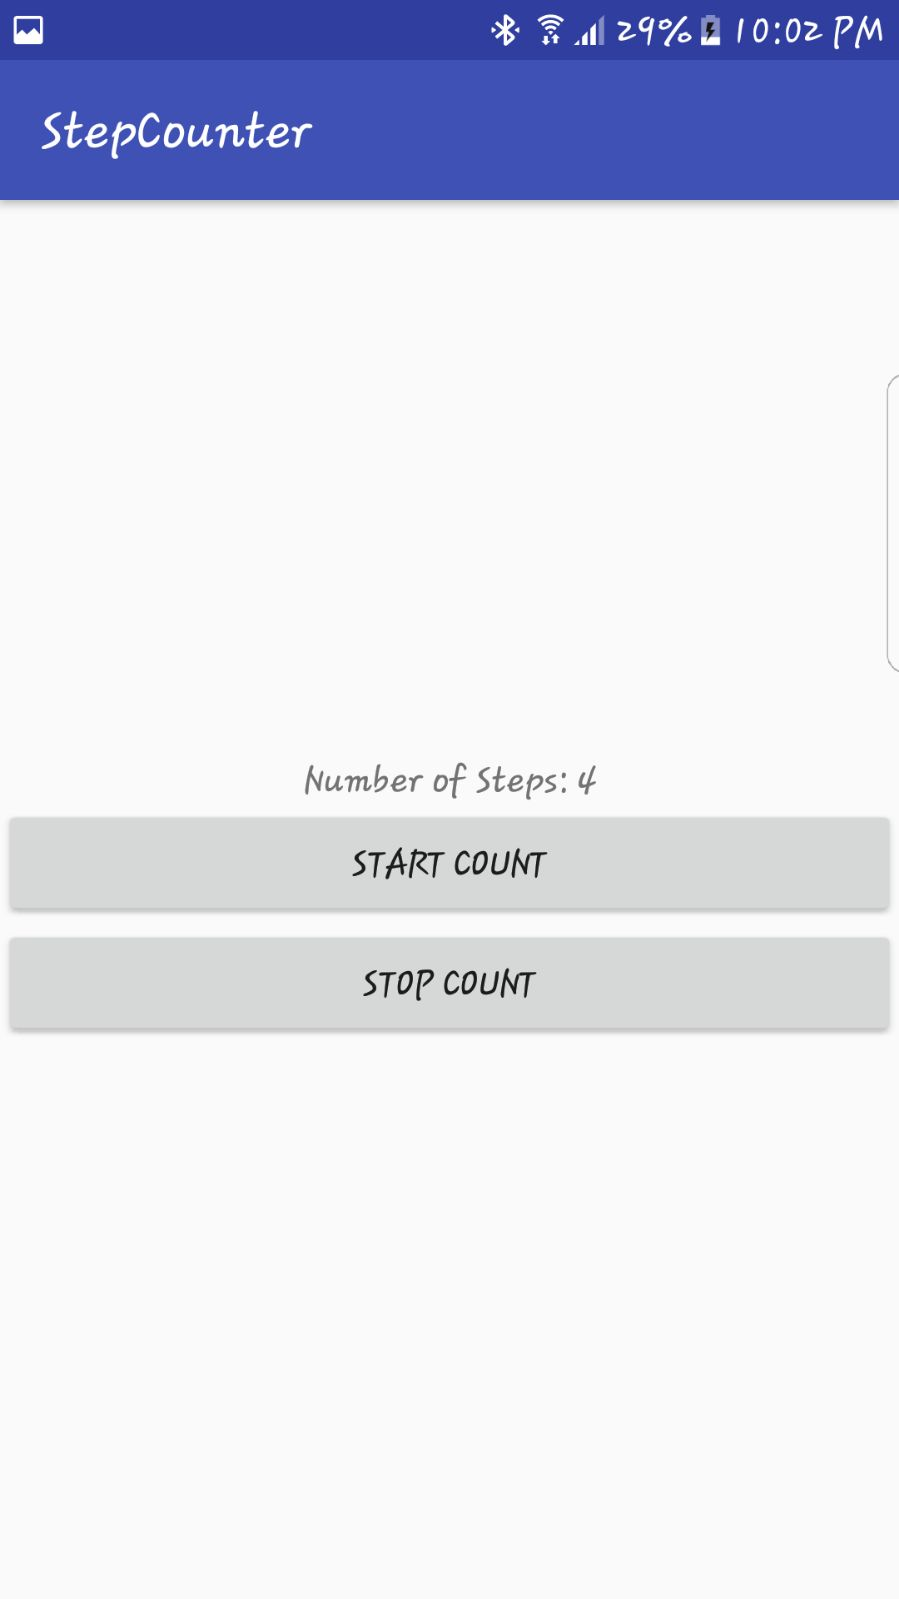 29% 10:02 PM
StepCounter
Number of Steps: 4
START COUNT
STOP COUNT